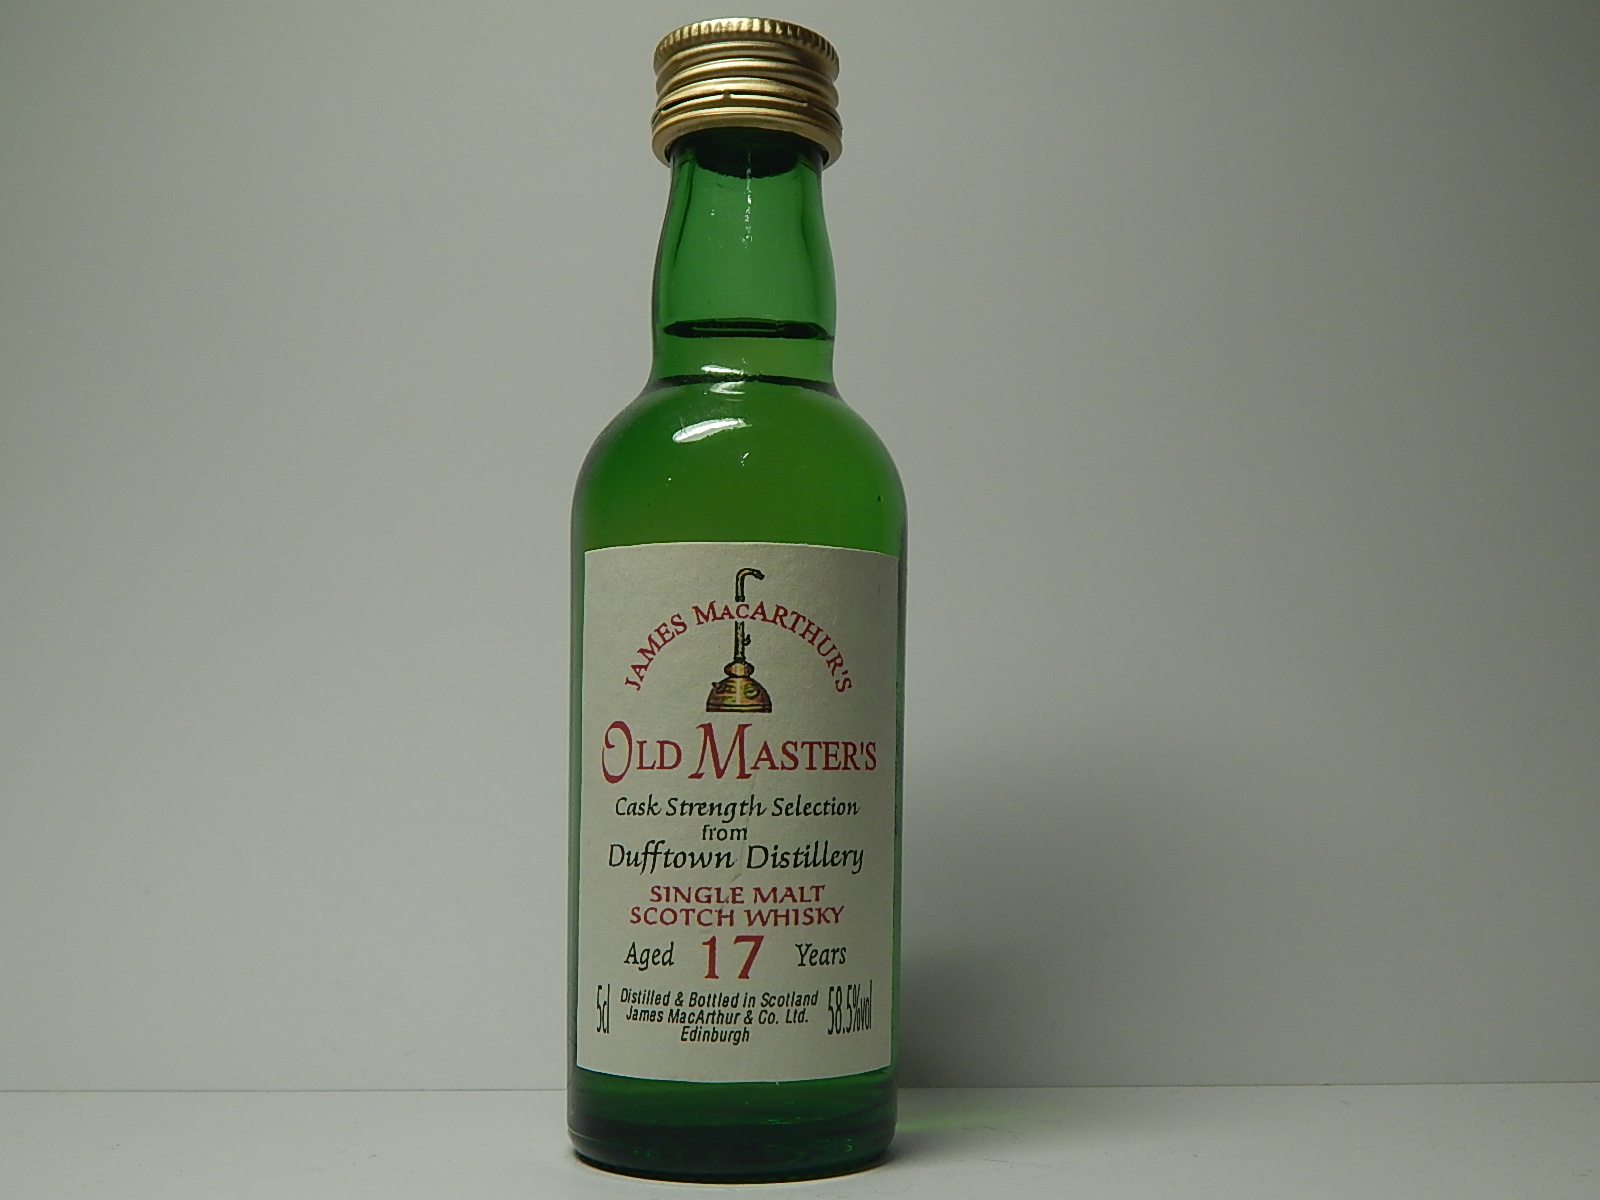 JAMES MacARTHUR'S
OLD MASTER'S
Cask Strength Selection
from
Dufftown Distillery
SINGLE MALT
SCOTCH WHISKY
Aged 17 Years
5cl
Distilled & Bottled in Scotland
James MacArthur & Co. Ltd.
Edinburgh
58.5%vol